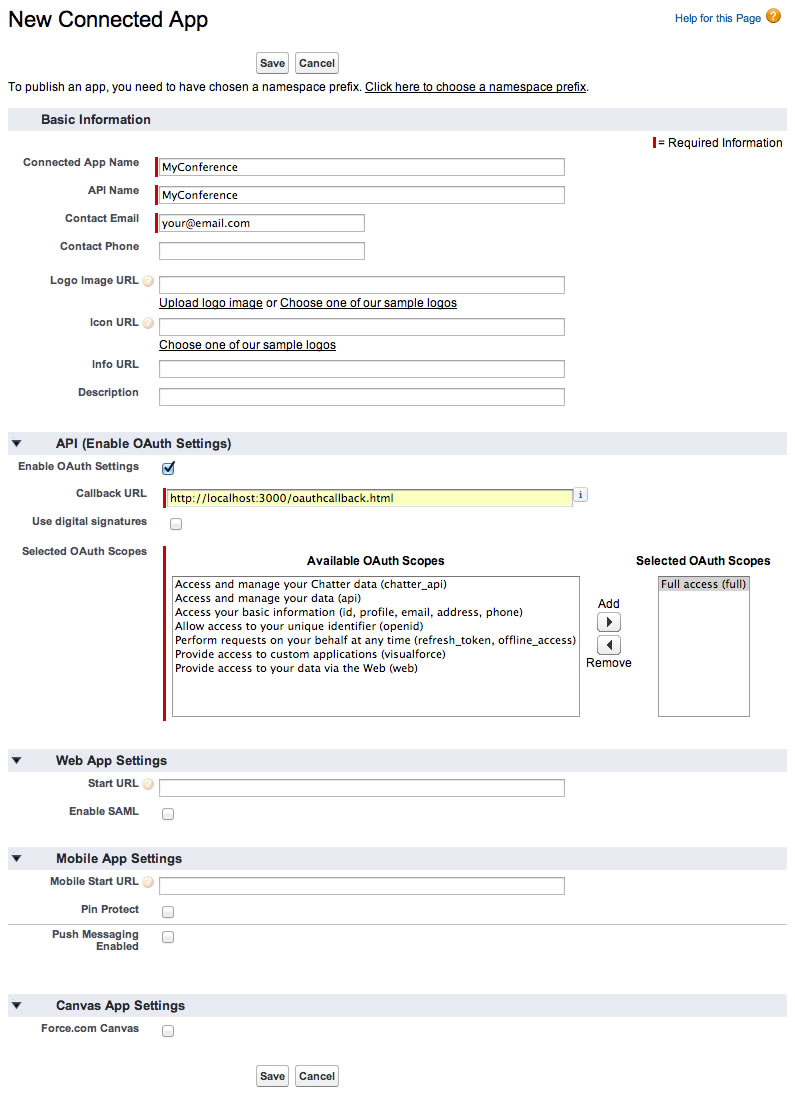 New Connected App
Help for this Page ?
Save Cancel
To publish an app, you need to have chosen a namespace prefix. Click here to choose a namespace prefix.
Basic Information
= Required Information
Connected App Name MyConference
API Name MyConference
Contact Email your@email.com
Contact Phone
Logo Image URL ?
Upload logo image or Choose one of our sample logos
Icon URL ?
Choose one of our sample logos
Info URL
Description
API (Enable OAuth Settings)
Enable OAuth Settings
Callback URL http://localhost:3000/oauthcallback.html i
Use digital signatures
Selected OAuth Scopes
Available OAuth Scopes
Access and manage your Chatter data (chatter_api)
Access and manage your data (api)
Access your basic information (id, profile, email, address, phone)
Allow access to your unique identifier (openid)
Perform requests on your behalf at any time (refresh_token, offline_access)
Provide access to custom applications (visualforce)
Provide access to your data via the Web (web)
Add
Remove
Selected OAuth Scopes
Full access (full)
Web App Settings
Start URL ?
Enable SAML
Mobile App Settings
Mobile Start URL ?
Pin Protect
Push Messaging
Enabled
Canvas App Settings
Force.com Canvas
Save Cancel